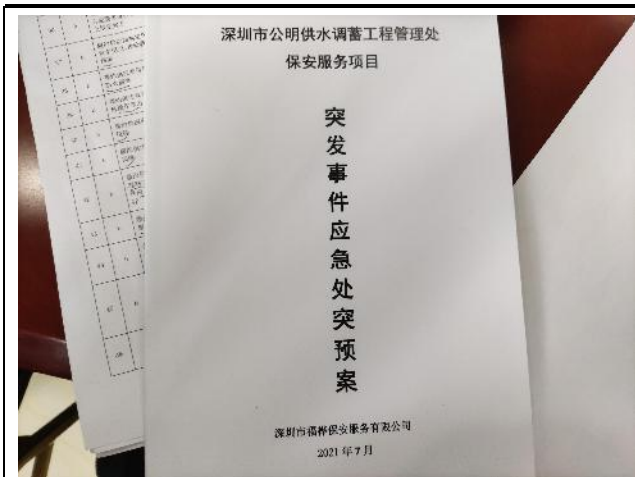 深圳市公明供水调蓄工程管理处
保安服务项目
突发事件应急处突预案
深圳市福桦保安服务有限公司
2021年7月